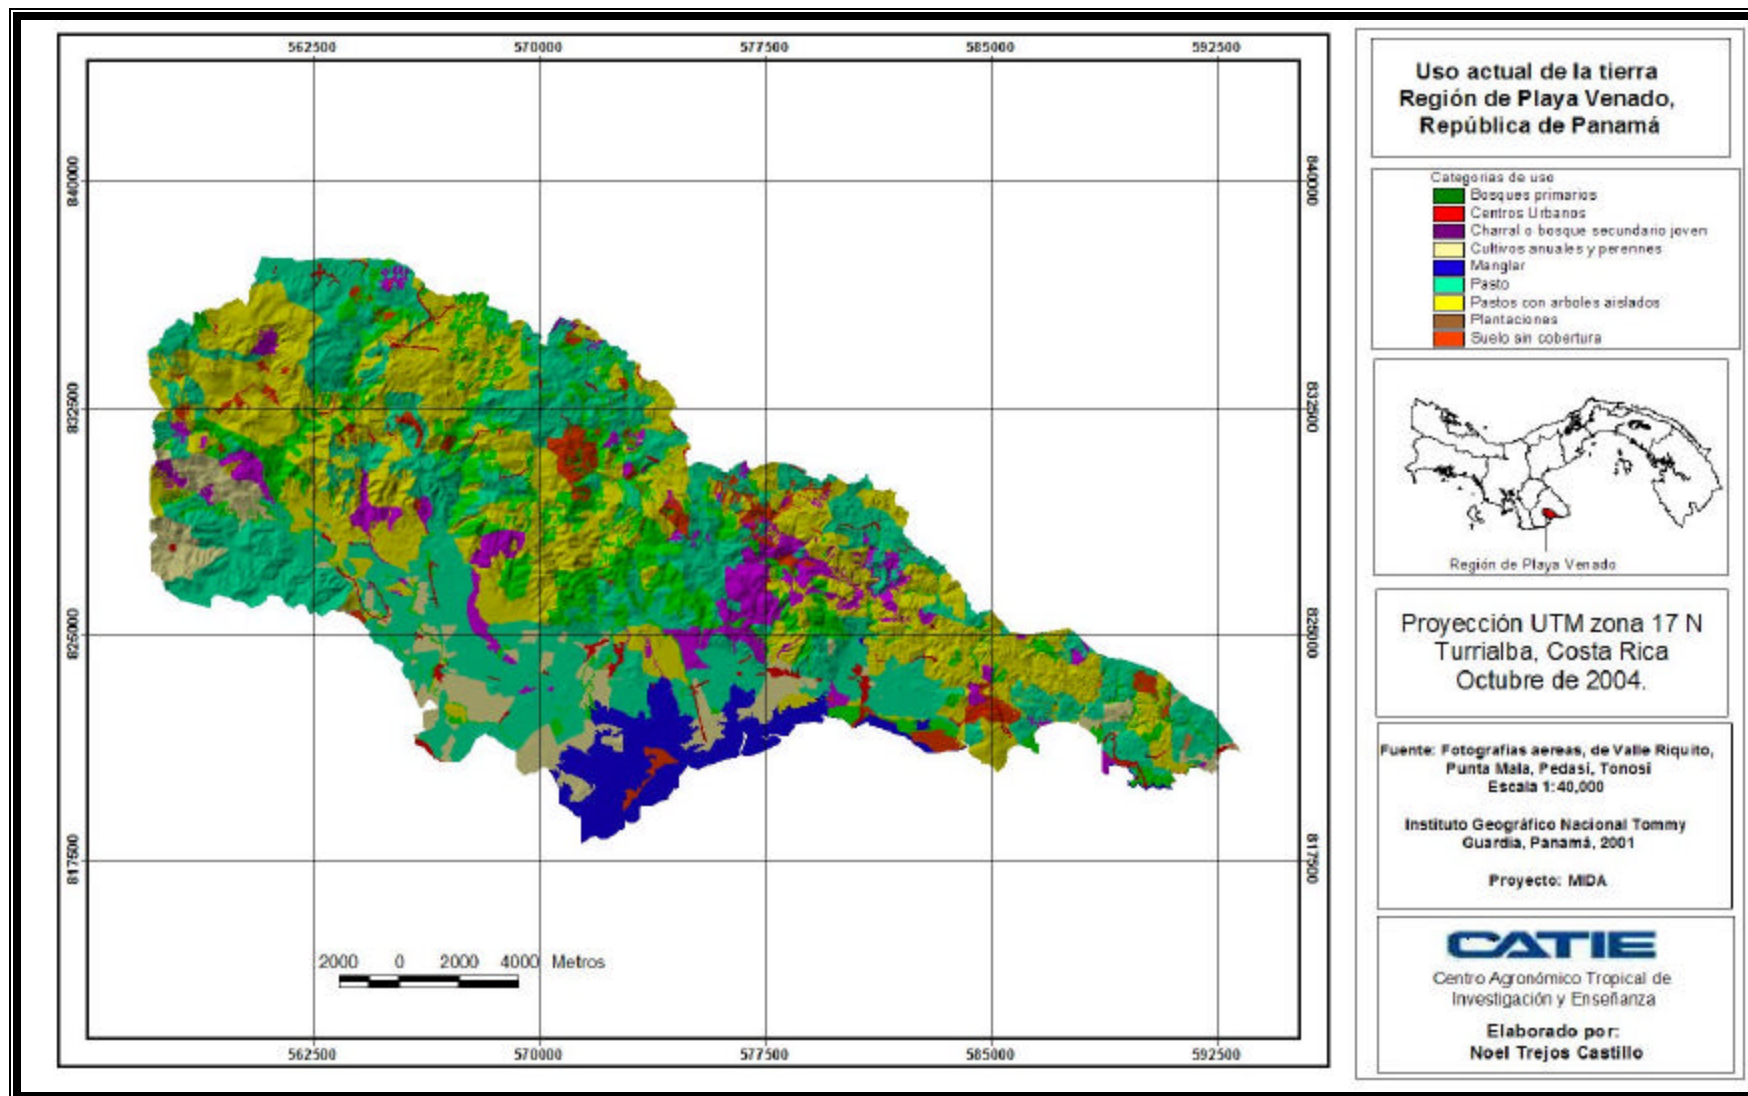 562500 570000 577500 585000 592500
840000 840000
832500 832500
825000 825000
817500 817500
2000 0 2000 4000 Metros
562500 570000 577500 585000 592500
Uso actual de la tierra
Región de Playa Venado,
República de Panamá
Categorias de uso
Bosques primarios
Centros Urbanos
Charral o bosque secundario joven
Cultivos anuales y perennes
Manglar
Pasto
Pastos con arboles aislados
Plantaciones
Suelo sin cobertura
Región de Playa Venado
Proyección UTM zona 17 N
Turrialba, Costa Rica
Octubre de 2004.
Fuente: Fotografias aereas, de Valle Riquito,
Punta Mala, Pedasi, Tonosi
Escala 1:40,000
Instituto Geográfico Nacional Tommy
Guardia, Panamá, 2001
Proyecto: MIDA
CATIE
Centro Agronómico Tropical de
Investigación y Enseñanza
Elaborado por:
Noel Trejos Castillo